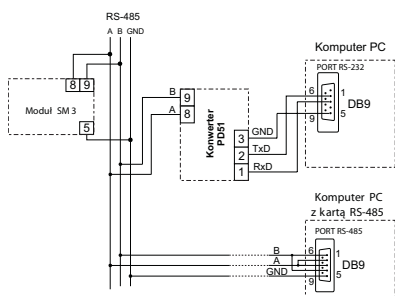 RS-485
A B GND
8 9
Moduł SM3
5
B 9
A 8
Konwerter
PD51
3 GND
2 TxD
1 RxD
Komputer PC
PORT RS-232
6 1
DB9
9 5
Komputer PC
z kartą RS-485
PORT RS-485
B 6 1
A DB9
GND 5
9